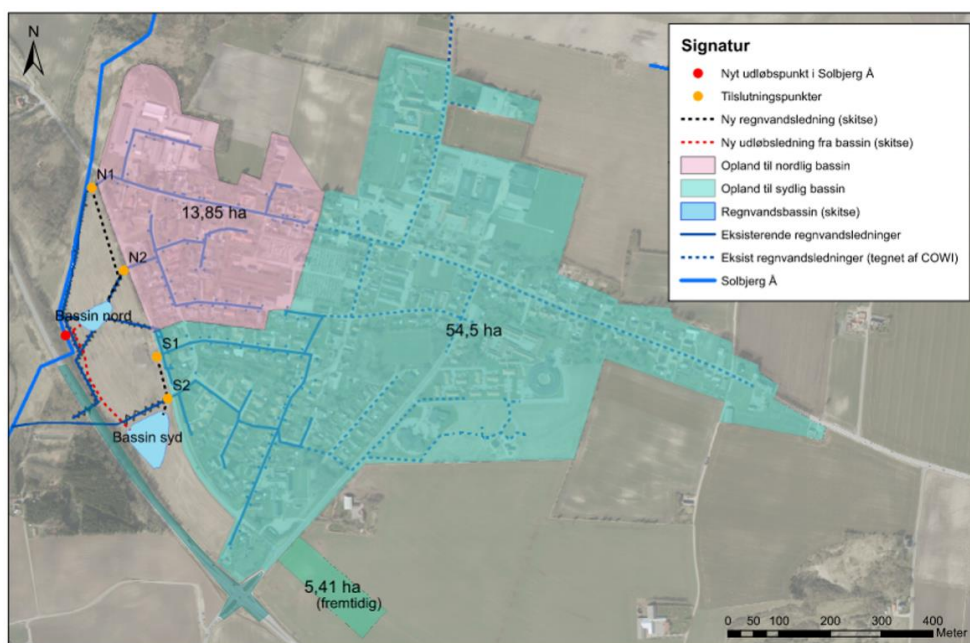 N
N1
13,85 ha
N2
Bassin nord
S1
54,5 ha
S2
Bassin syd
5,41 ha
(fremtidig)
Signatur
Nyt udløbspunkt i Solbjerg Å
Tilslutningspunkter
Ny regnvandsledning (skitse)
Ny udløbsledning fra bassin (skitse)
Opland til nordlig bassin
Opland til sydlig bassin
Regnvandsbassin (skitse)
Eksisterende regnvandsledninger
Eksist regnvandsledninger (tegnet af COWI)
Solbjerg Å
0 50 100 200 300 400
Meter